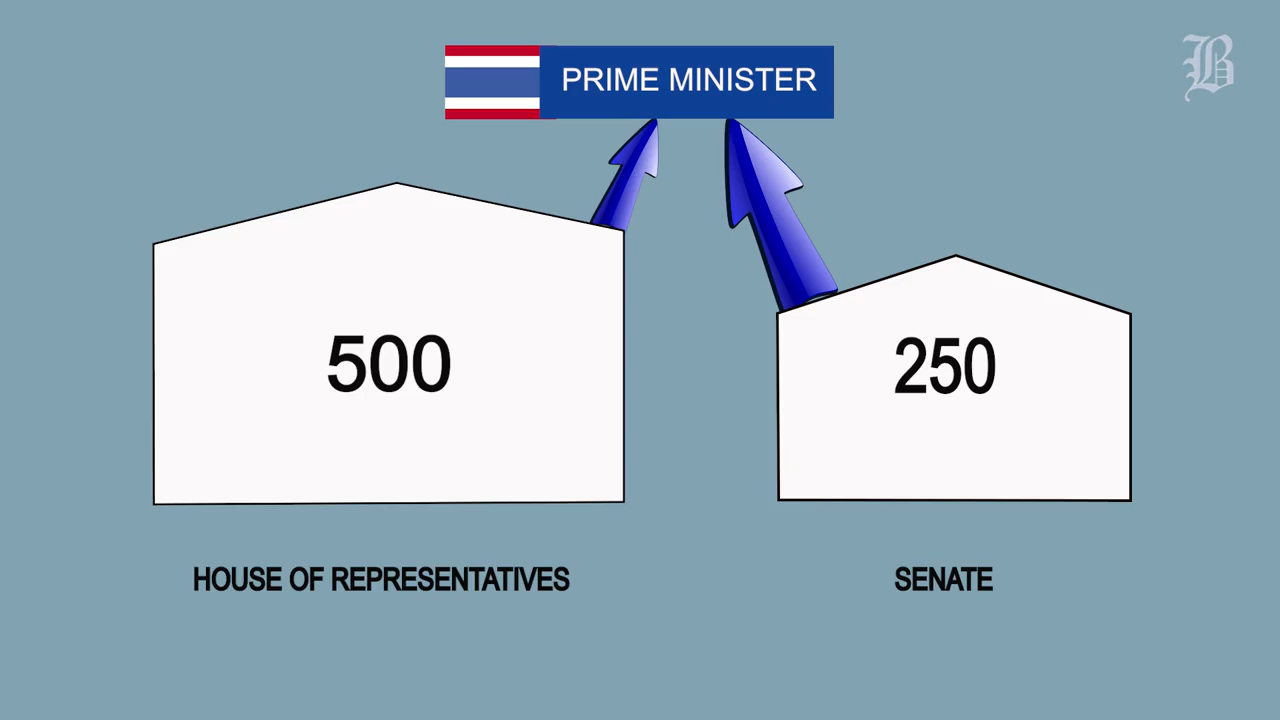 B
PRIME MINISTER
500
250
HOUSE OF REPRESENTATIVES
SENATE